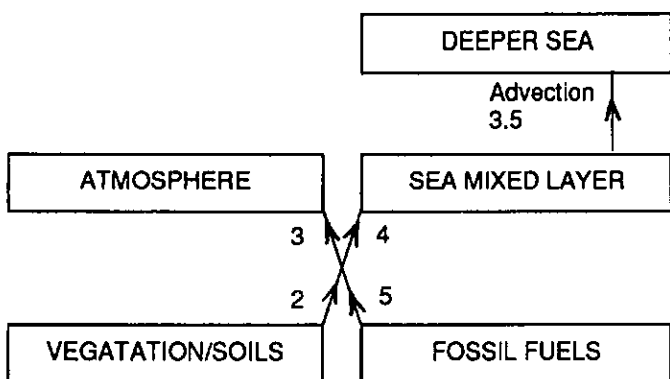 DEEPER SEA
Advection
3.5
ATMOSPHERE
SEA MIXED LAYER
3
4
2
5
VEGATATION/SOILS
FOSSIL FUELS